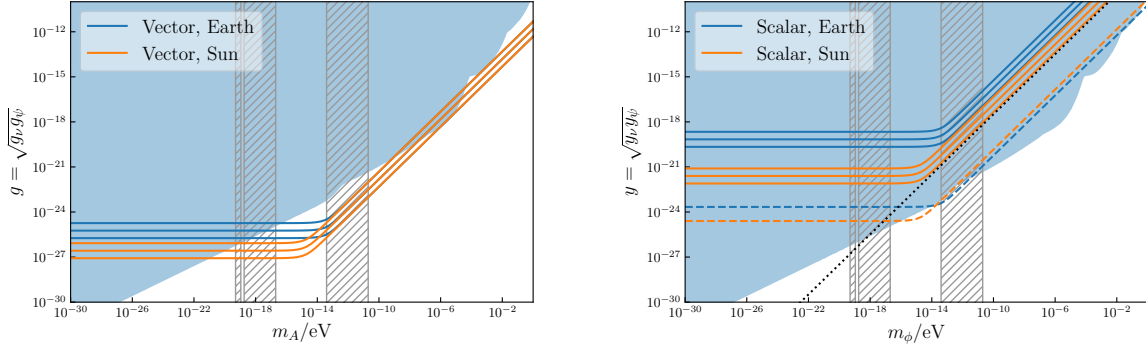 Vector, Earth
Vector, Sun
10⁻¹²
10⁻¹⁵
10⁻¹⁸
10⁻²¹
10⁻²⁴
10⁻²⁷
10⁻³⁰
g = √(g_ν g_ψ)
10⁻³⁰ 10⁻²⁶ 10⁻²² 10⁻¹⁸ 10⁻¹⁴ 10⁻¹⁰ 10⁻⁶ 10⁻²
m_A/eV
Scalar, Earth
Scalar, Sun
10⁻¹²
10⁻¹⁵
10⁻¹⁸
10⁻²¹
10⁻²⁴
10⁻²⁷
10⁻³⁰
y = √(y_ν y_ψ)
10⁻³⁰ 10⁻²⁶ 10⁻²² 10⁻¹⁸ 10⁻¹⁴ 10⁻¹⁰ 10⁻⁶ 10⁻²
m_ϕ/eV